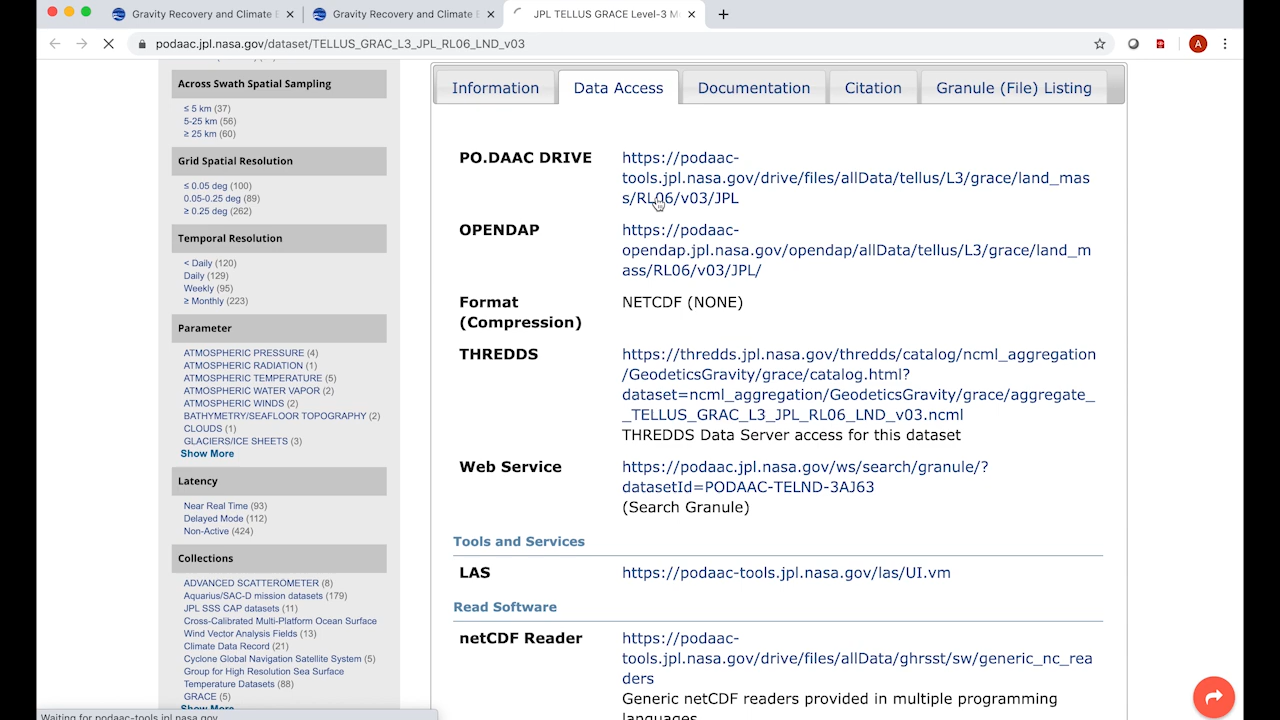 Gravity Recovery and Climate E
Gravity Recovery and Climate E
JPL TELLUS GRACE Level-3 M
podaac.jpl.nasa.gov/dataset/TELLUS_GRAC_L3_JPL_RL06_LND_v03
A
Across Swath Spatial Sampling
≤ 5 km (37)
5-25 km (56)
≥ 25 km (60)
Grid Spatial Resolution
≤ 0.05 deg (100)
0.05-0.25 deg (89)
≥ 0.25 deg (262)
Temporal Resolution
< Daily (120)
Daily (129)
Weekly (95)
≥ Monthly (223)
Parameter
ATMOSPHERIC PRESSURE (4)
ATMOSPHERIC RADIATION (1)
ATMOSPHERIC TEMPERATURE (5)
ATMOSPHERIC WATER VAPOR (2)
ATMOSPHERIC WINDS (2)
BATHYMETRY/SEAFLOOR TOPOGRAPHY (2)
CLOUDS (1)
GLACIERS/ICE SHEETS (3)
Show More
Latency
Near Real Time (93)
Delayed Mode (112)
Non-Active (424)
Collections
ADVANCED SCATTEROMETER (8)
Aquarius/SAC-D mission datasets (179)
JPL SSS CAP datasets (11)
Cross-Calibrated Multi-Platform Ocean Surface
Wind Vector Analysis Fields (13)
Climate Data Record (21)
Cyclone Global Navigation Satellite System (5)
Group for High Resolution Sea Surface
Temperature Datasets (88)
GRACE (5)
Show More
Waiting for podaac-tools.jpl.nasa.gov
Information
Data Access
Documentation
Citation
Granule (File) Listing
PO.DAAC DRIVE
https://podaac-
tools.jpl.nasa.gov/drive/files/allData/tellus/L3/grace/land_mas
s/RL06/v03/JPL
OPENDAP
https://podaac-
opendap.jpl.nasa.gov/opendap/allData/tellus/L3/grace/land_m
ass/RL06/v03/JPL/
Format
(Compression)
NETCDF (NONE)
THREDDS
https://thredds.jpl.nasa.gov/thredds/catalog/ncml_aggregation
/GeodeticsGravity/grace/catalog.html?
dataset=ncml_aggregation/GeodeticsGravity/grace/aggregate_
_TELLUS_GRAC_L3_JPL_RL06_LND_v03.ncml
THREDDS Data Server access for this dataset
Web Service
https://podaac.jpl.nasa.gov/ws/search/granule/?
datasetId=PODAAC-TELND-3AJ63
(Search Granule)
Tools and Services
LAS
https://podaac-tools.jpl.nasa.gov/las/UI.vm
Read Software
netCDF Reader
https://podaac-
tools.jpl.nasa.gov/drive/files/allData/ghrsst/sw/generic_nc_rea
ders
Generic netCDF readers provided in multiple programming
languages